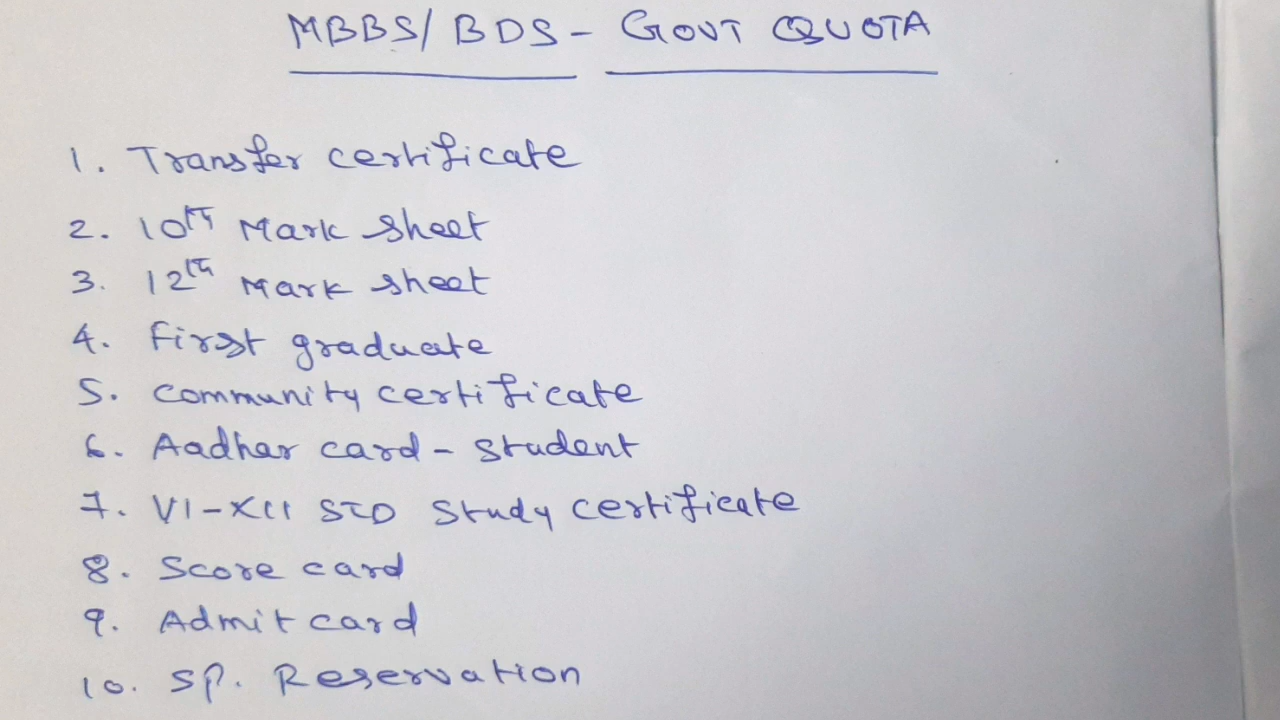 MBBS/BDS - GOVT QUOTA
1. Transfer certificate
2. 10th Mark sheet
3. 12th Mark sheet
4. First graduate
5. Community certificate
6. Aadhar card - student
7. VI-XII STD Study certificate
8. Score card
9. Admit card
10. SP. Reservation